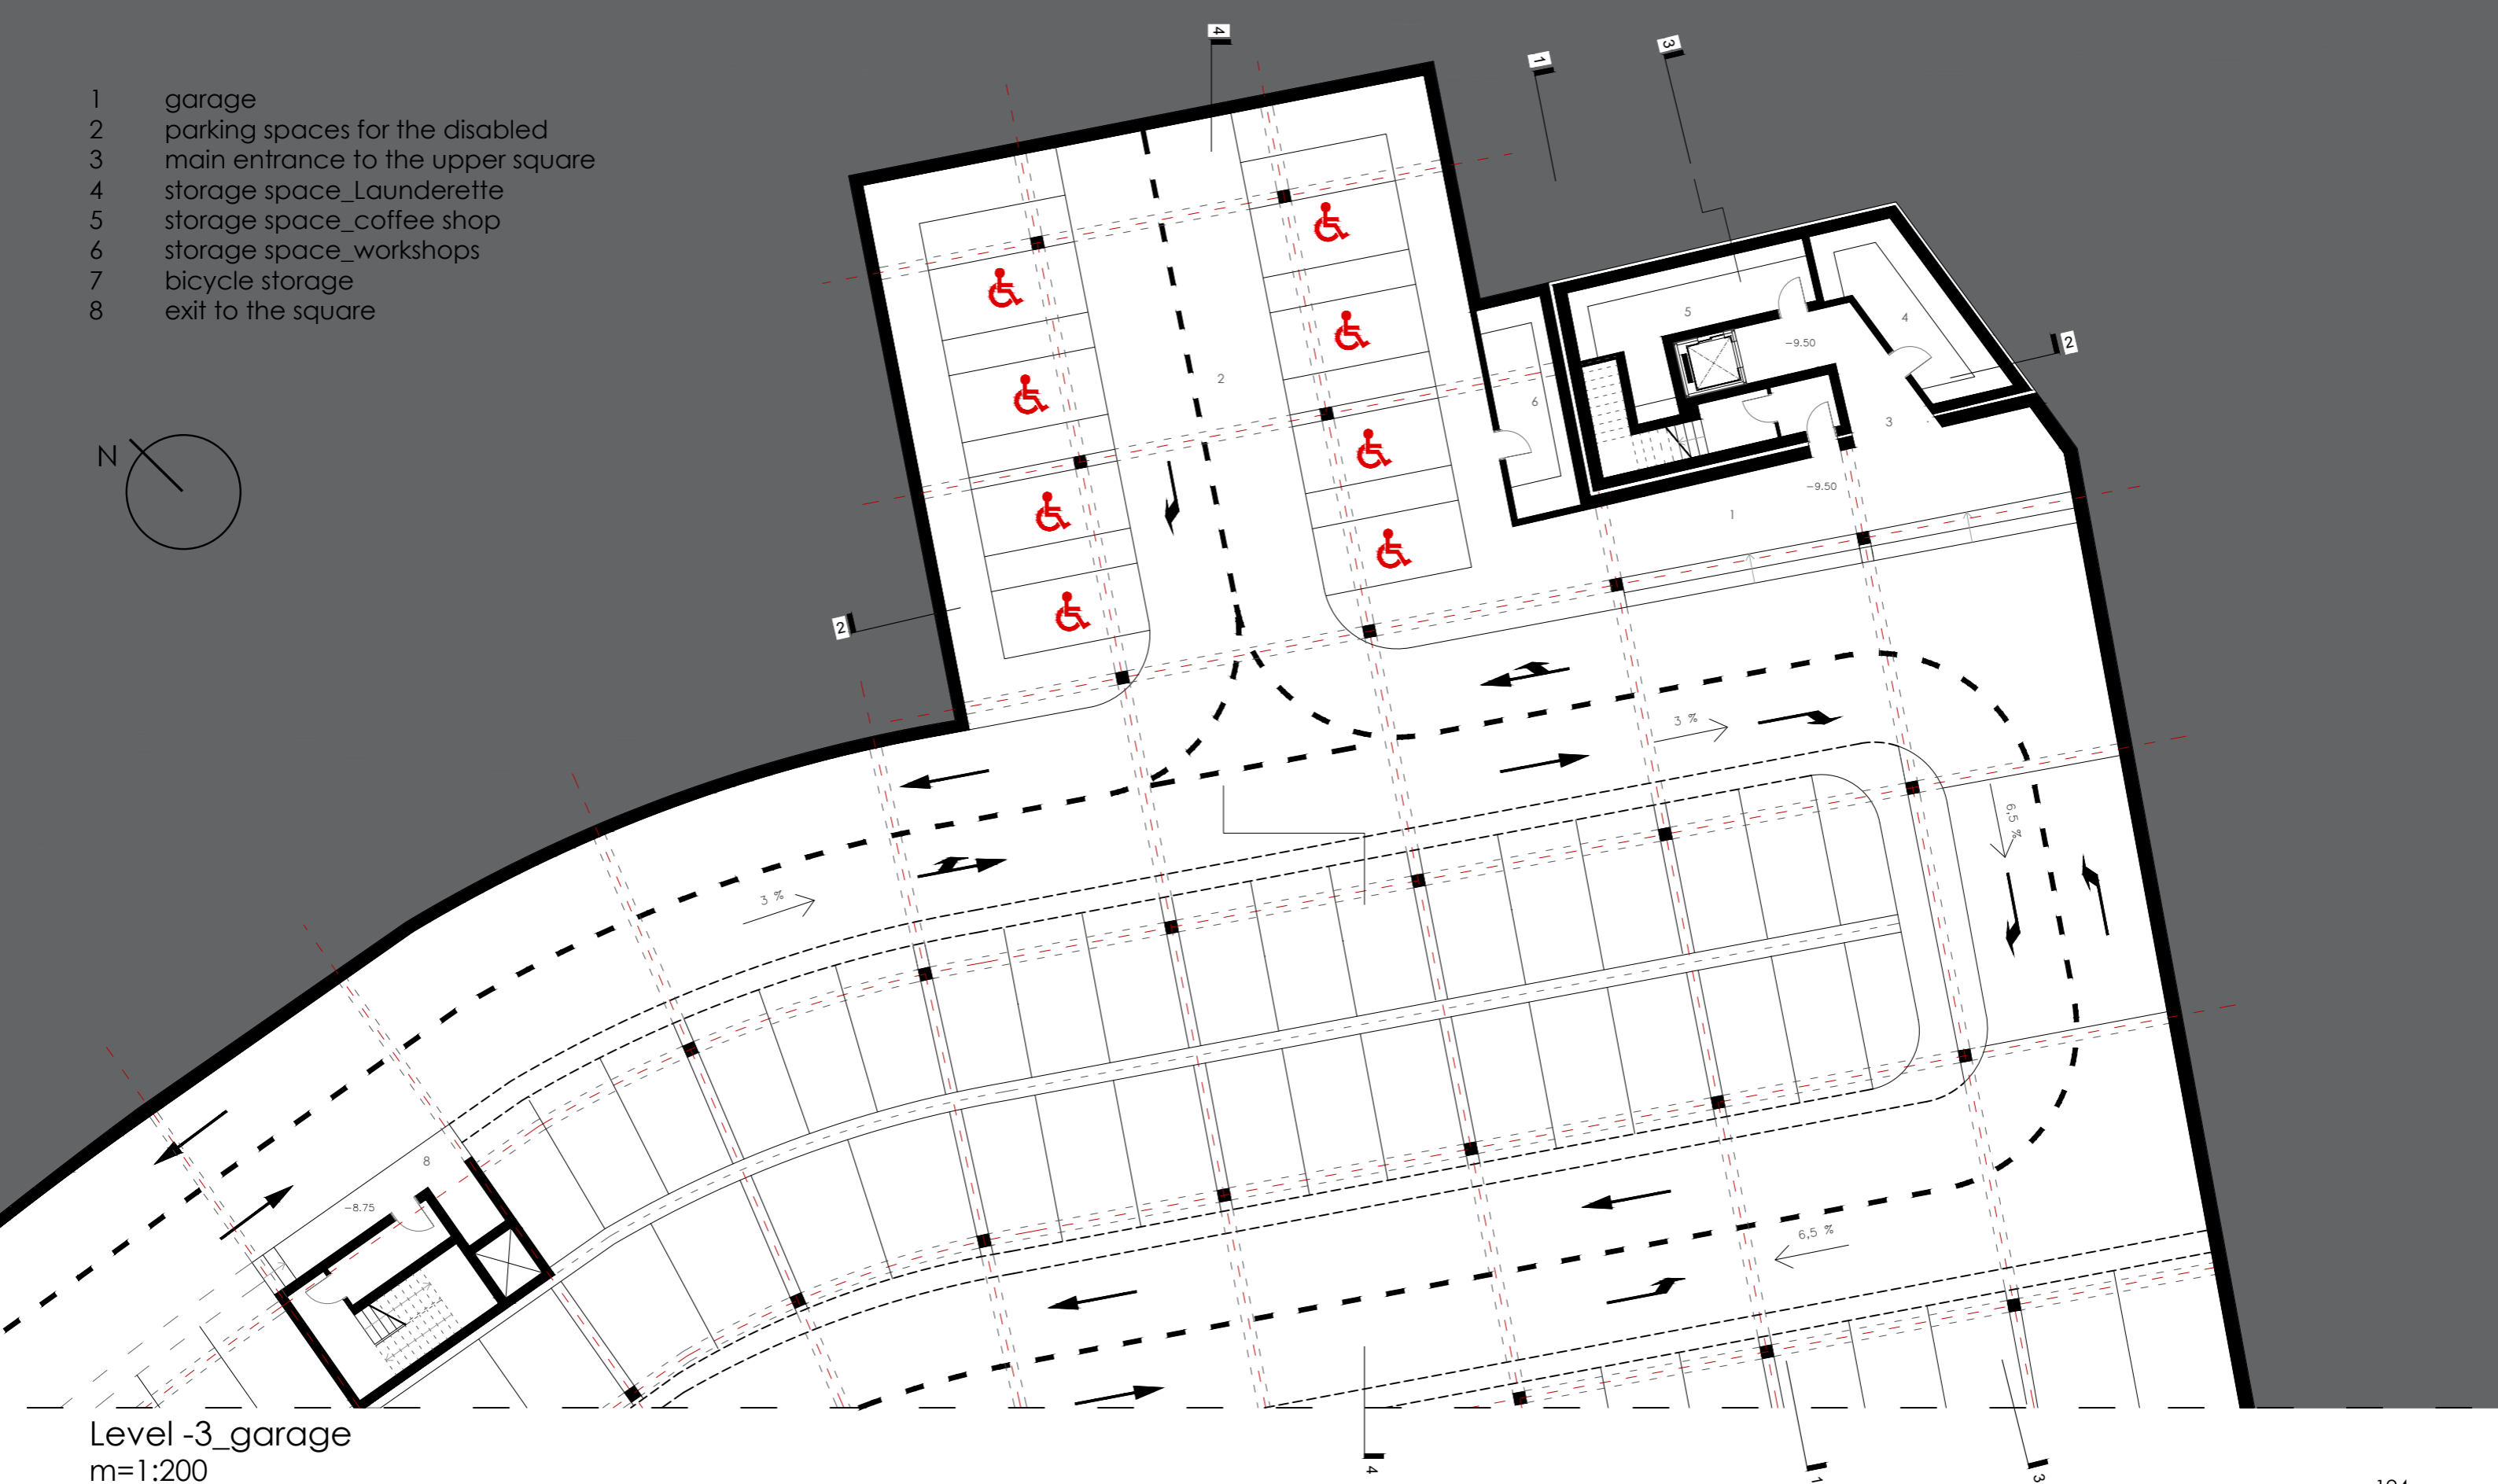 4
1
3
1 garage
2 parking spaces for the disabled
3 main entrance to the upper square
4 storage space_Launderette
5 storage space_coffee shop
6 storage space_workshops
7 bicycle storage
8 exit to the square
N
5
4
-9.50
2
2
6
3
-9.50
1
2
3 %
6,5 %
3 %
8
-8.75
6,5 %
Level -3_garage
m=1:200
4
1
3